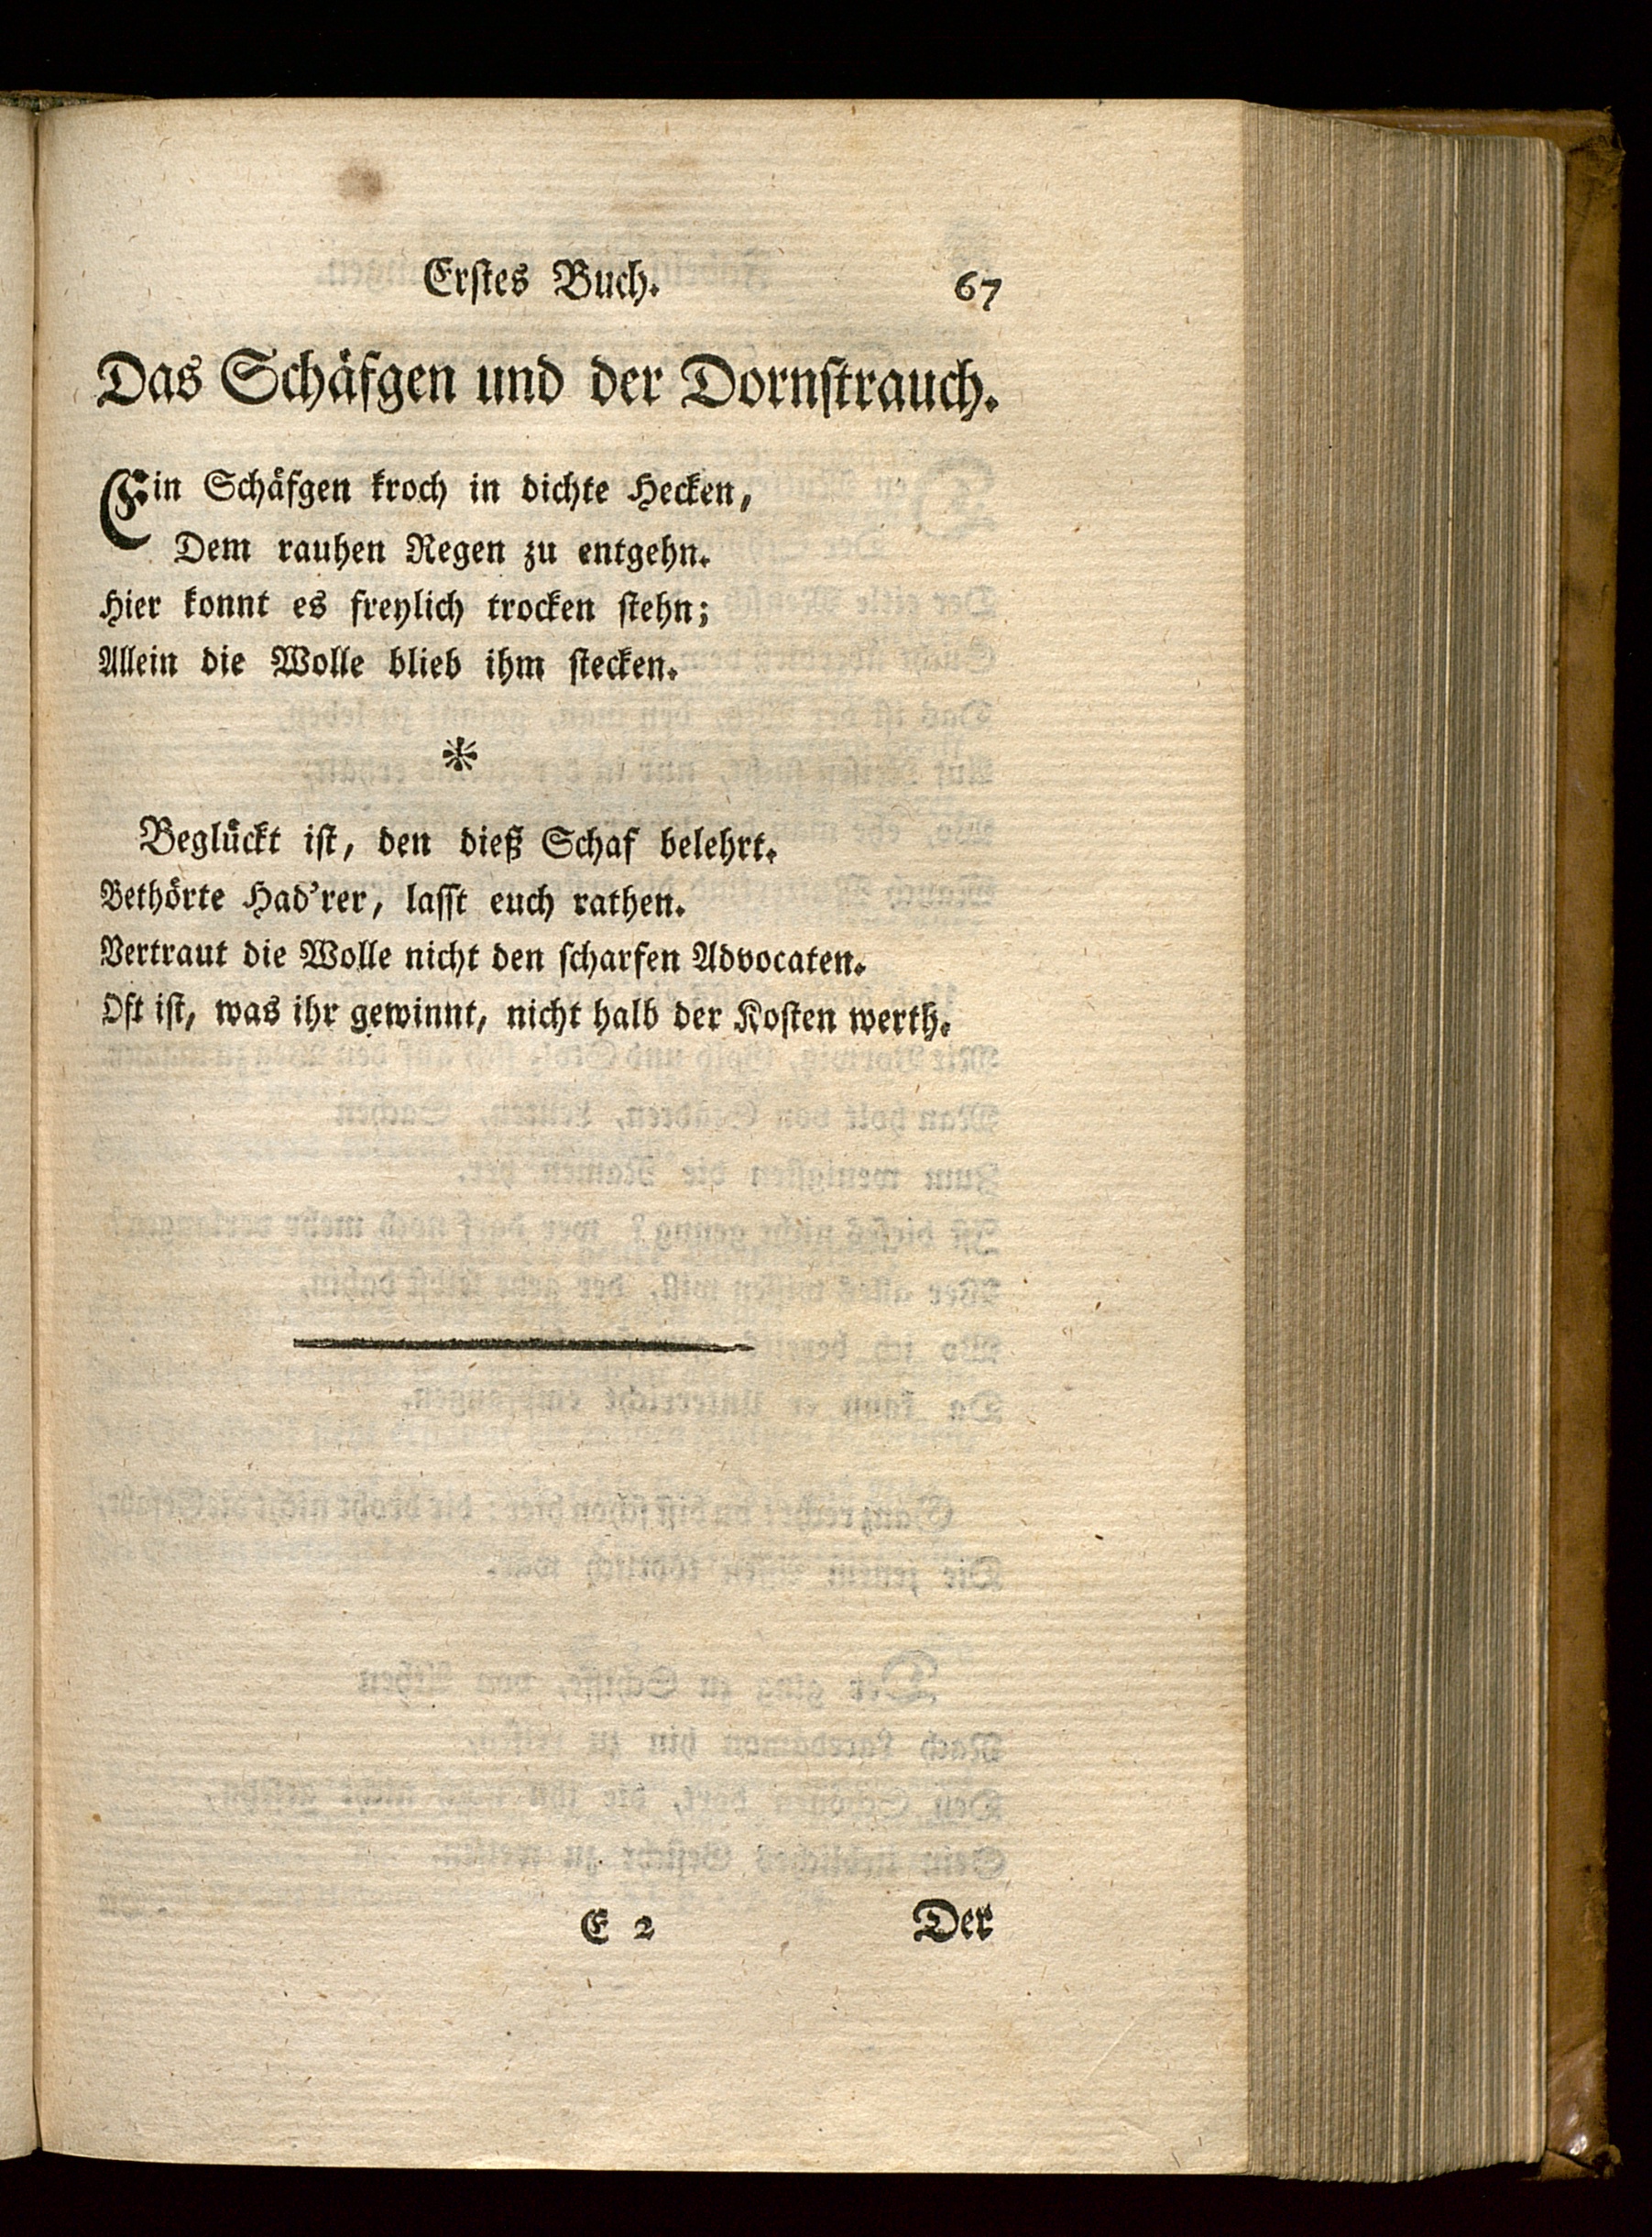 Erſtes Buch. 67
Das Schäfgen und der Dornſtrauch.
Ein Schäfgen kroch in dichte Hecken,
Dem rauhen Regen zu entgehn.
Hier konnt es freylich trocken ſtehn;
Allein die Wolle blieb ihm ſtecken.
*
Beglückt iſt, den dieß Schaf belehrt.
Bethörte Had’rer, laſſt euch rathen.
Vertraut die Wolle nicht den ſcharfen Advocaten.
Oft iſt, was ihr gewinnt, nicht halb der Koſten werth.
E 2 Der